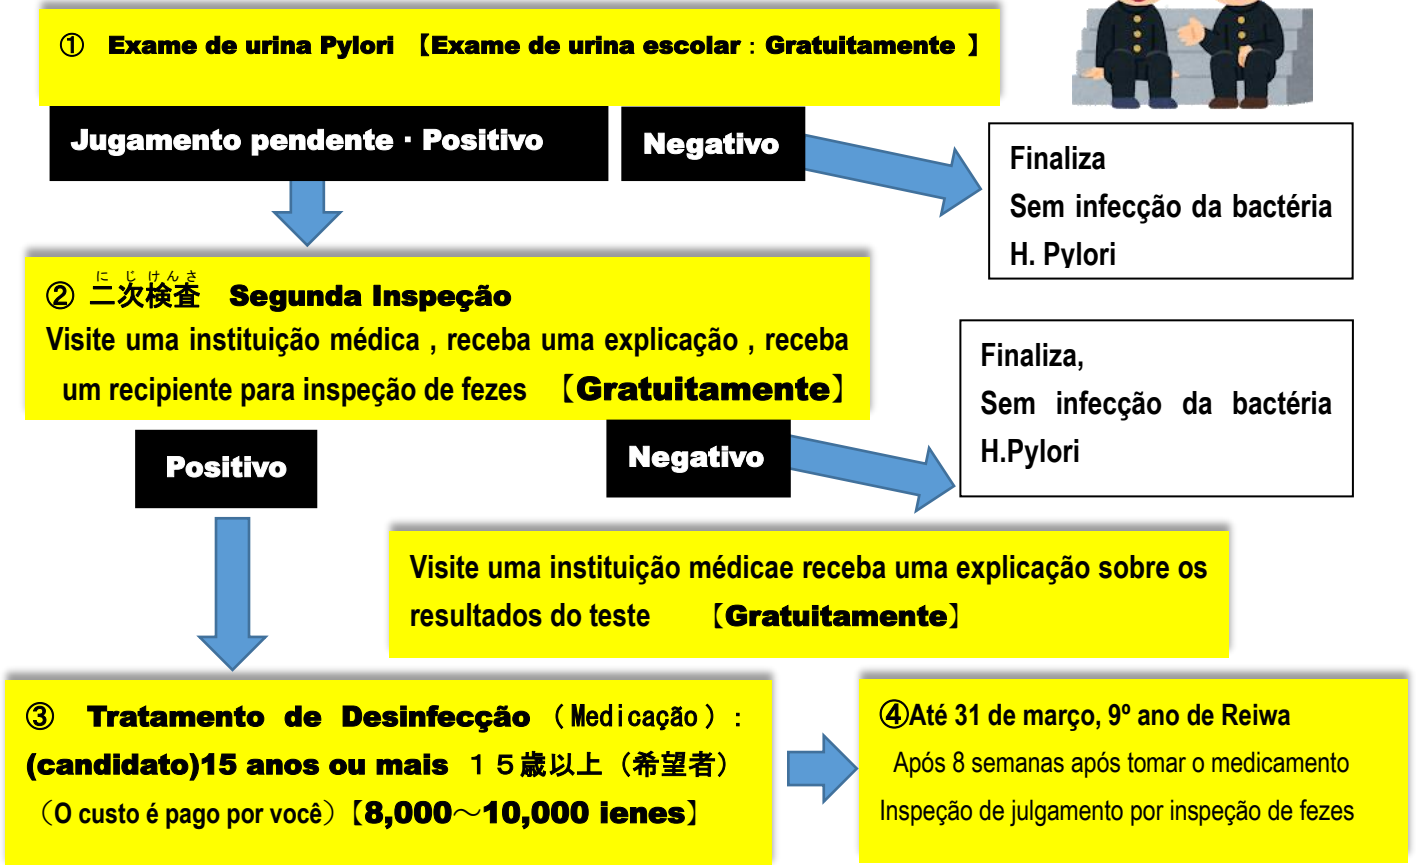 ① Exame de urina Pylori 【Exame de urina escolar : Gratuitamente 】
Jugamento pendente・Positivo
Negativo
Finaliza
Sem infecção da bactéria
H. Pylori
にじけんさ
② 二次検査 Segunda Inspeção
Visite uma instituição médica , receba uma explicação , receba
um recipiente para inspeção de fezes 【Gratuitamente】
Finaliza,
Sem infecção da bactéria
H.Pylori
Positivo
Negativo
Visite uma instituição médicae receba uma explicação sobre os
resultados do teste 【Gratuitamente】
③ Tratamento de Desinfecção（Medicação）:
(candidato)15 anos ou mais １５歳以上（希望者）
（O custo é pago por você）【8,000～10,000 ienes】
④Até 31 de março, 9º ano de Reiwa
Após 8 semanas após tomar o medicamento
Inspeção de julgamento por inspeção de fezes